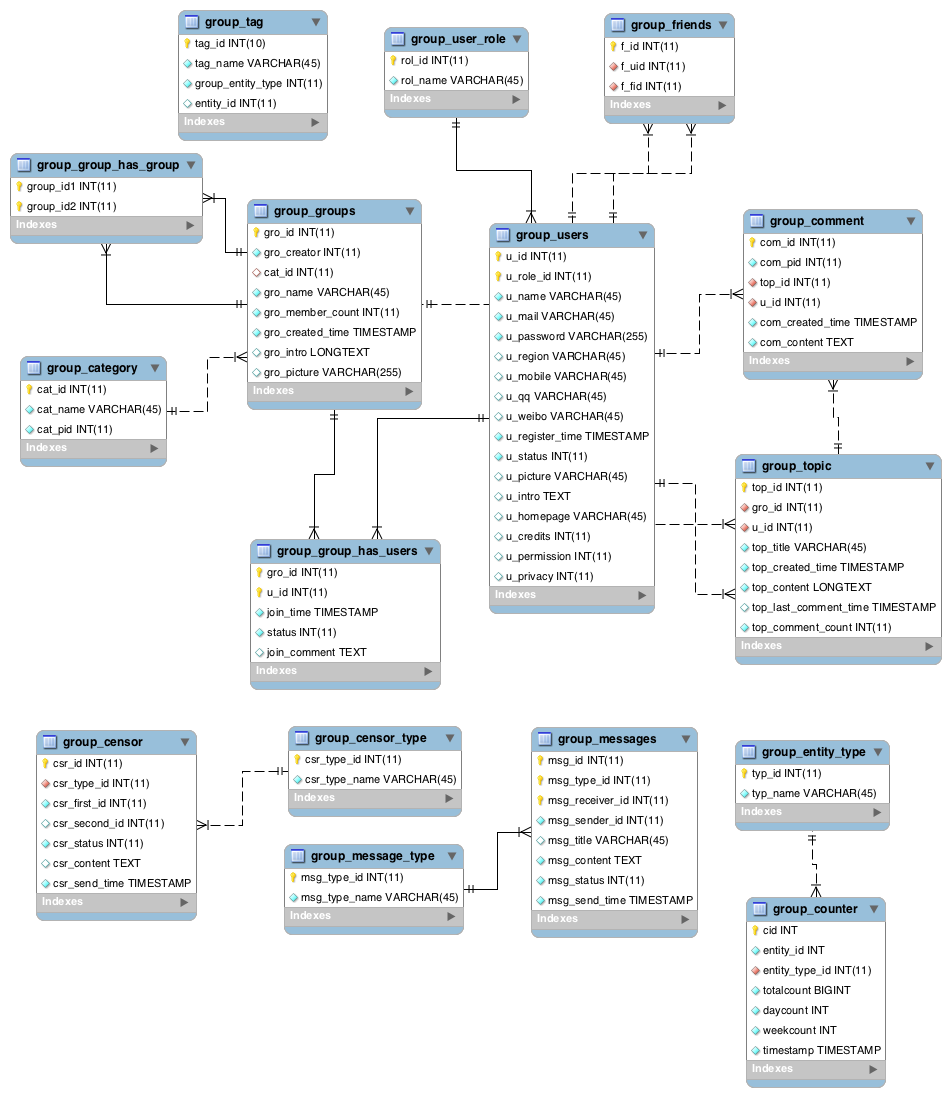 group_tag
tag_id INT(10)
tag_name VARCHAR(45)
group_entity_type INT(11)
entity_id INT(11)
Indexes
group_user_role
rol_id INT(11)
rol_name VARCHAR(45)
Indexes
group_friends
f_id INT(11)
f_uid INT(11)
f_fid INT(11)
Indexes
group_group_has_group
group_id1 INT(11)
group_id2 INT(11)
Indexes
group_groups
gro_id INT(11)
gro_creator INT(11)
cat_id INT(11)
gro_name VARCHAR(45)
gro_member_count INT(11)
gro_created_time TIMESTAMP
gro_intro LONGTEXT
gro_picture VARCHAR(255)
Indexes
group_users
u_id INT(11)
u_role_id INT(11)
u_name VARCHAR(45)
u_mail VARCHAR(45)
u_password VARCHAR(255)
u_region VARCHAR(45)
u_mobile VARCHAR(45)
u_qq VARCHAR(45)
u_weibo VARCHAR(45)
u_register_time TIMESTAMP
u_status INT(11)
u_picture VARCHAR(45)
u_intro TEXT
u_homepage VARCHAR(45)
u_credits INT(11)
u_permission INT(11)
u_privacy INT(11)
Indexes
group_comment
com_id INT(11)
com_pid INT(11)
top_id INT(11)
u_id INT(11)
com_created_time TIMESTAMP
com_content TEXT
Indexes
group_category
cat_id INT(11)
cat_name VARCHAR(45)
cat_pid INT(11)
Indexes
group_topic
top_id INT(11)
gro_id INT(11)
u_id INT(11)
top_title VARCHAR(45)
top_created_time TIMESTAMP
top_content LONGTEXT
top_last_comment_time TIMESTAMP
top_comment_count INT(11)
Indexes
group_group_has_users
gro_id INT(11)
u_id INT(11)
join_time TIMESTAMP
status INT(11)
join_comment TEXT
Indexes
group_censor
csr_id INT(11)
csr_type_id INT(11)
csr_first_id INT(11)
csr_second_id INT(11)
csr_status INT(11)
csr_content TEXT
csr_send_time TIMESTAMP
Indexes
group_censor_type
csr_type_id INT(11)
csr_type_name VARCHAR(45)
Indexes
group_message_type
msg_type_id INT(11)
msg_type_name VARCHAR(45)
Indexes
group_messages
msg_id INT(11)
msg_type_id INT(11)
msg_receiver_id INT(11)
msg_sender_id INT(11)
msg_title VARCHAR(45)
msg_content TEXT
msg_status INT(11)
msg_send_time TIMESTAMP
Indexes
group_entity_type
typ_id INT(11)
typ_name VARCHAR(45)
Indexes
group_counter
cid INT
entity_id INT
entity_type_id INT(11)
totalcount BIGINT
daycount INT
weekcount INT
timestamp TIMESTAMP
Indexes